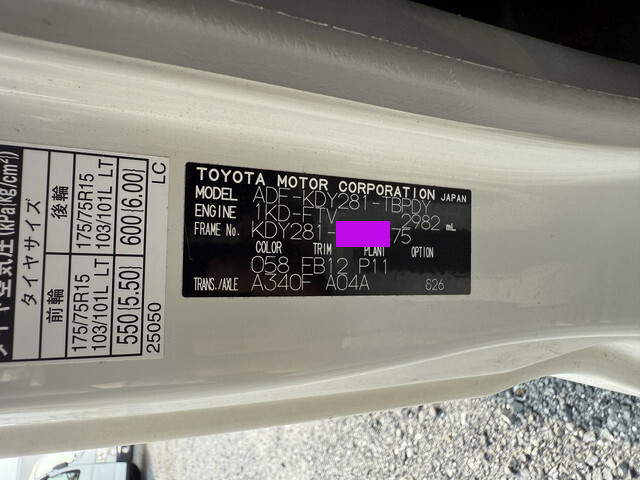 タイヤ空気圧(kPa{kg/cm²})
タイヤサイズ
前輪 後輪
175/75R15 175/75R15
103/101L LT 103/101L LT
550{5.50} 600{6.00}
25050 LC
TOYOTA MOTOR CORPORATION JAPAN
MODEL ADF-KDY281-TBPDY
ENGINE 1KD-FTV 2982 mL
FRAME No. KDY281- 75
COLOR TRIM PLANT OPTION
058 FB12 P11
TRANS./AXLE A340F A04A 826